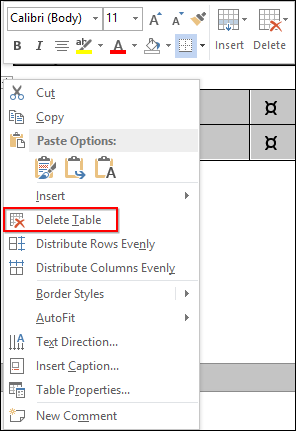 Calibri (Body) 11
B I ab A Insert Delete
¤
¤
Cut
Copy
Paste Options:
A
Insert
Delete Table
Distribute Rows Evenly
Distribute Columns Evenly
Border Styles
AutoFit
Text Direction...
Insert Caption...
Table Properties...
New Comment